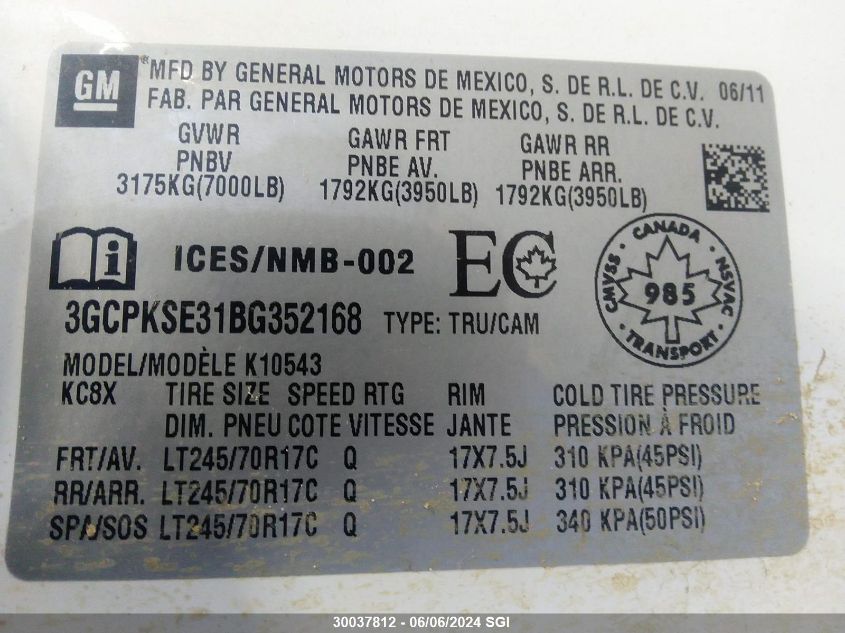 GM
MFD BY GENERAL MOTORS DE MEXICO, S. DE R.L. DE C.V. 06/11
FAB. PAR GENERAL MOTORS DE MEXICO, S. DE R.L. DE C.V.
GVWR GAWR FRT GAWR RR
PNBV PNBE AV. PNBE ARR.
3175KG(7000LB) 1792KG(3950LB) 1792KG(3950LB)
i ICES/NMB-002 EC
CANADA
CMVSS 985 NSVAC
TRANSPORT
3GCPKSE31BG352168 TYPE: TRU/CAM
MODEL/MODÈLE K10543
KC8X TIRE SIZE SPEED RTG RIM COLD TIRE PRESSURE
DIM. PNEU COTE VITESSE JANTE PRESSION À FROID
FRT/AV. LT245/70R17C Q 17X7.5J 310 KPA(45PSI)
RR/ARR. LT245/70R17C Q 17X7.5J 310 KPA(45PSI)
SPA/SOS LT245/70R17C Q 17X7.5J 340 KPA(50PSI)
30037812 - 06/06/2024 SGI